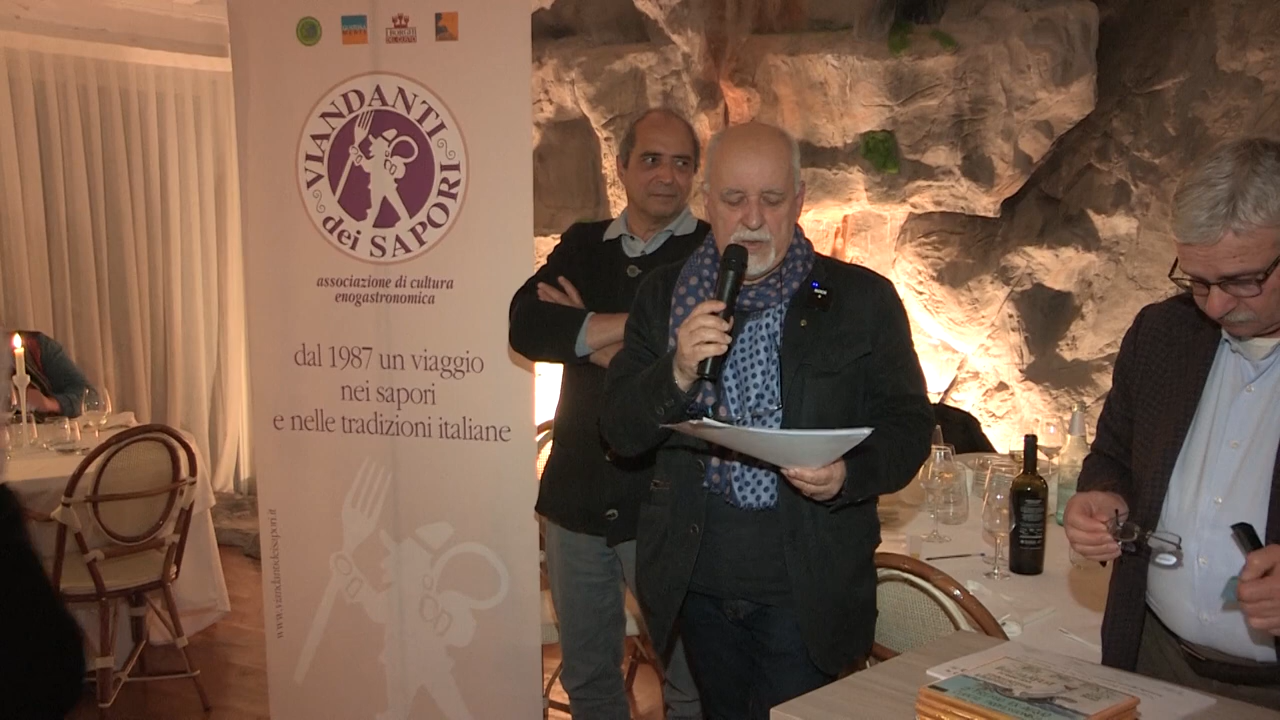 VIANDANTI
dei SAPORI
associazione di cultura
enogastronomica
dal 1987 un viaggio
nei sapori
e nelle tradizioni italiane
www.viandantideisapori.it